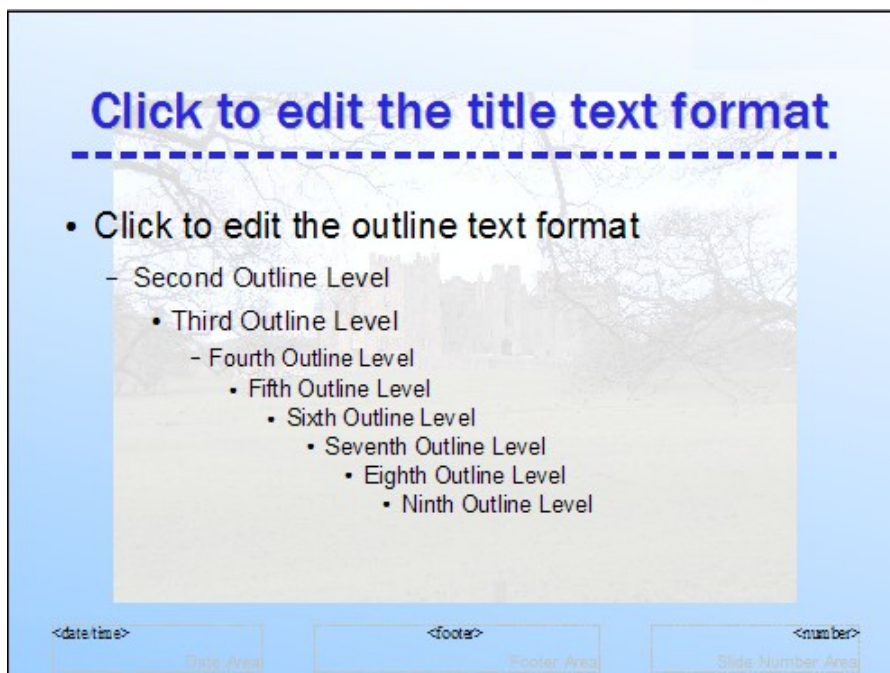 Click to edit the title text format
• Click to edit the outline text format
– Second Outline Level
• Third Outline Level
– Fourth Outline Level
• Fifth Outline Level
• Sixth Outline Level
• Seventh Outline Level
• Eighth Outline Level
• Ninth Outline Level
<date/time> <footer> <number>
Date Area Footer Area Slide Number Area